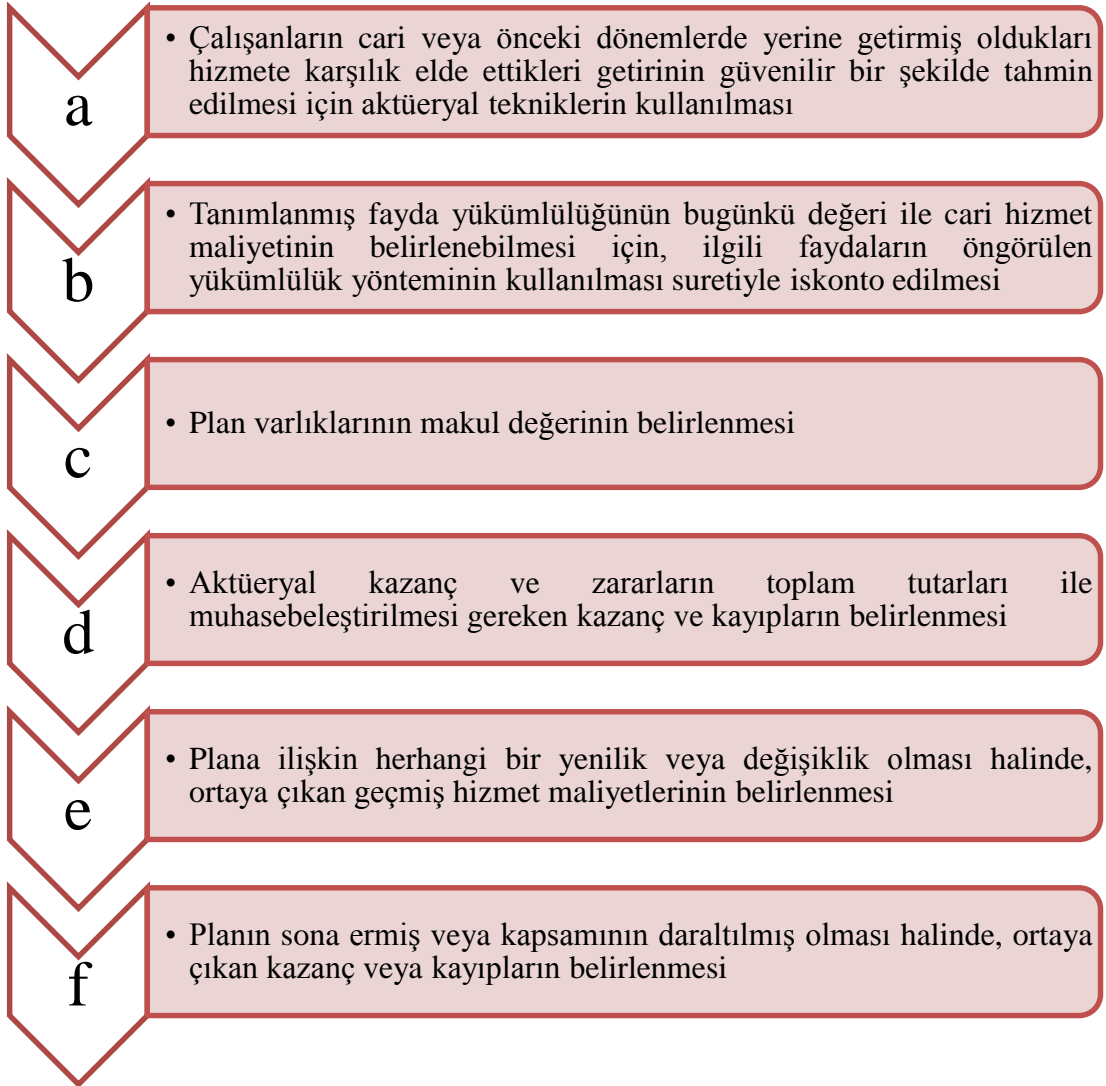 a
• Çalışanların cari veya önceki dönemlerde yerine getirmiş oldukları
hizmete karşılık elde ettikleri getirinin güvenilir bir şekilde tahmin
edilmesi için aktüeryal tekniklerin kullanılması
b
• Tanımlanmış fayda yükümlülüğünün bugünkü değeri ile cari hizmet
maliyetinin belirlenebilmesi için, ilgili faydaların öngörülen
yükümlülük yönteminin kullanılması suretiyle iskonto edilmesi
c
• Plan varlıklarının makul değerinin belirlenmesi
d
• Aktüeryal kazanç ve zararların toplam tutarları ile
muhasebeleştirilmesi gereken kazanç ve kayıpların belirlenmesi
e
• Plana ilişkin herhangi bir yenilik veya değişiklik olması halinde,
ortaya çıkan geçmiş hizmet maliyetlerinin belirlenmesi
f
• Planın sona ermiş veya kapsamının daraltılmış olması halinde, ortaya
çıkan kazanç veya kayıpların belirlenmesi